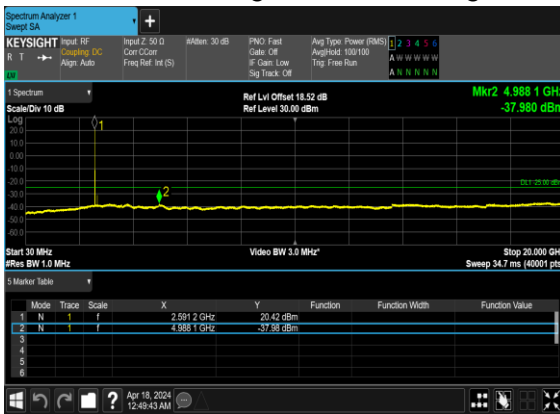 Spectrum Analyzer 1
Swept SA
KEYSIGHT Input: RF Input Z: 50 Ω #Atten: 30 dB PNO: Fast Avg Type: Power (RMS) 1 2 3 4 5 6
R T Coupling: DC Corr CCorr Gate: Off Avg|Hold: 100/100 A W W W W W
Align: Auto Freq Ref: Int (S) IF Gain: Low Trig: Free Run
LV Sig Track: Off A N N N N N
1 Spectrum Ref Lvl Offset 18.52 dB Mkr2 4.988 1 GHz
Scale/Div 10 dB Ref Level 30.00 dBm -37.980 dBm
Log
20.0
10.0
0.00
-10.0
-20.0
-30.0
-40.0
-50.0
-60.0
1
2
DL1 -25.00 dBm
Start 30 MHz Video BW 3.0 MHz* Stop 20.000 GHz
#Res BW 1.0 MHz Sweep 34.7 ms (40001 pts)
5 Marker Table
Mode Trace Scale X Y Function Function Width Function Value
1 N 1 f 2.591 2 GHz 20.42 dBm
2 N 1 f 4.988 1 GHz -37.98 dBm
3
4
5
6
? Apr 18, 2024
12:49:43 AM